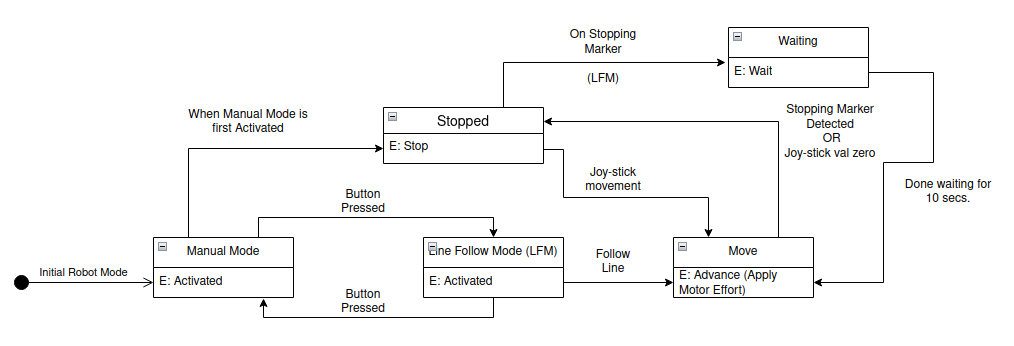 On Stopping
Marker
(LFM)
Waiting
E: Wait
When Manual Mode is
first Activated
Stopped
E: Stop
Stopping Marker
Detected
OR
Joy-stick val zero
Joy-stick
movement
Done waiting for
10 secs.
Button
Pressed
Manual Mode
E: Activated
Line Follow Mode (LFM)
E: Activated
Follow
Line
Move
E: Advance (Apply
Motor Effort)
Initial Robot Mode
Button
Pressed